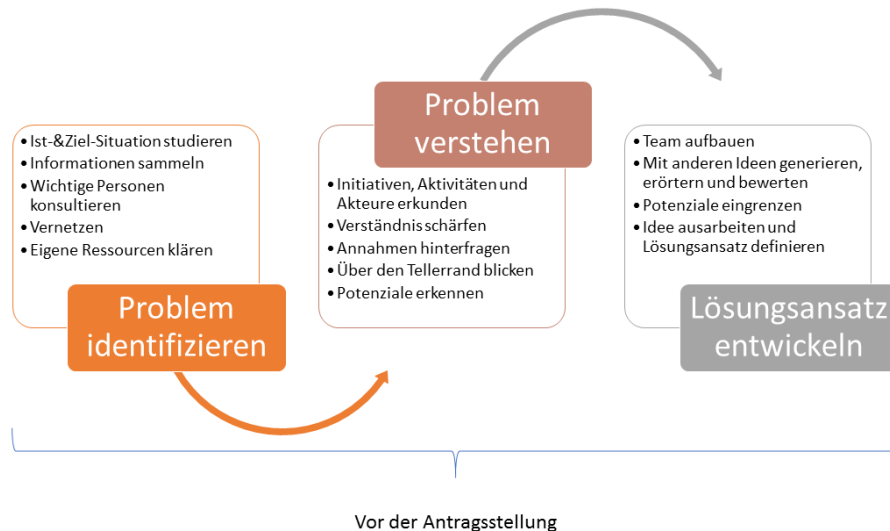 • Ist-&Ziel-Situation studieren
• Informationen sammeln
• Wichtige Personen
konsultieren
• Vernetzen
• Eigene Ressourcen klären
Problem
identifizieren
Problem
verstehen
• Initiativen, Aktivitäten und
Akteure erkunden
• Verständnis schärfen
• Annahmen hinterfragen
• Über den Tellerrand blicken
• Potenziale erkennen
• Team aufbauen
• Mit anderen Ideen generieren,
erörtern und bewerten
• Potenziale eingrenzen
• Idee ausarbeiten und
Lösungsansatz definieren
Lösungsansatz
entwickeln
Vor der Antragsstellung